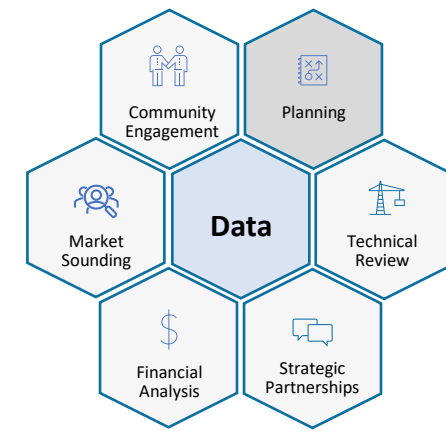 Community
Engagement
Planning
Market
Sounding
Data
Technical
Review
Financial
Analysis
Strategic
Partnerships